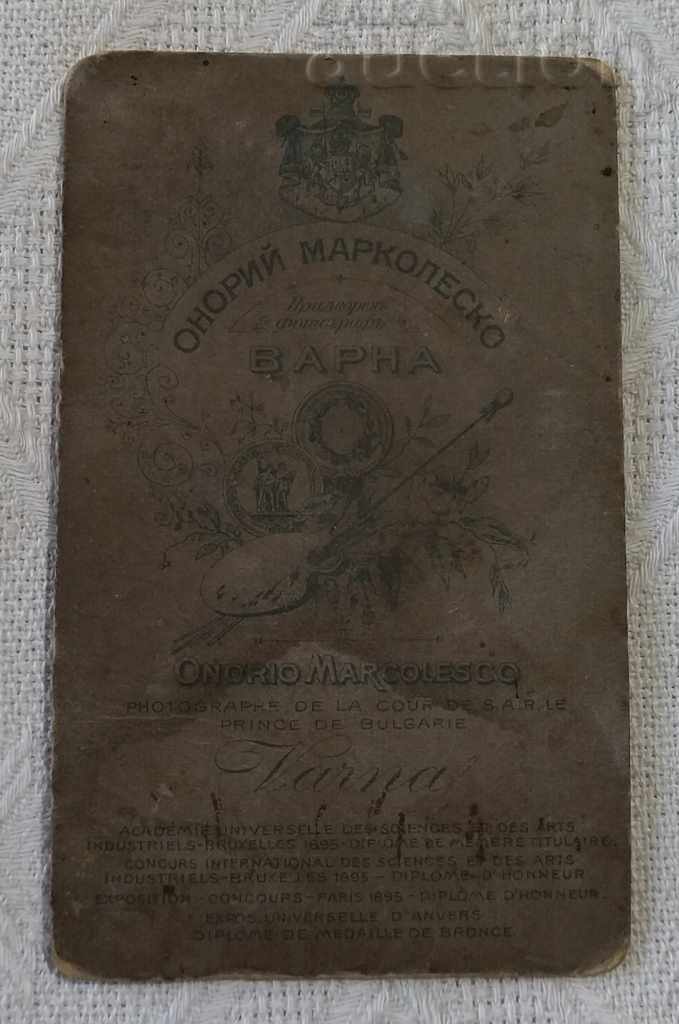 ОНОРИЙ МАРКОЛЕСКО
Придворенъ
фотографъ
ВАРНА
ONORIO MARCOLESCO
PHOTOGRAPHE DE LA COUR DE S.A.R. LE
PRINCE DE BULGARIE
Varna
ACADEMIE UNIVERSELLE DES SCIENCES ET DES ARTS
INDUSTRIELS-BRUXELLES 1895-DIPLÔME DE MEMBRE TITULAIRE.
CONCOURS INTERNATIONAL DES SCIENCES ET DES ARTS
INDUSTRIELS-BRUXELLES 1895 - DIPLÔME D'HONNEUR
EXPOSITION - CONCOURS - PARIS 1895 - DIPLÔME D'HONNEUR.
EXPOS. UNIVERSELLE D'ANVERS
DIPLÔME DE MEDAILLE DE BRONCE.